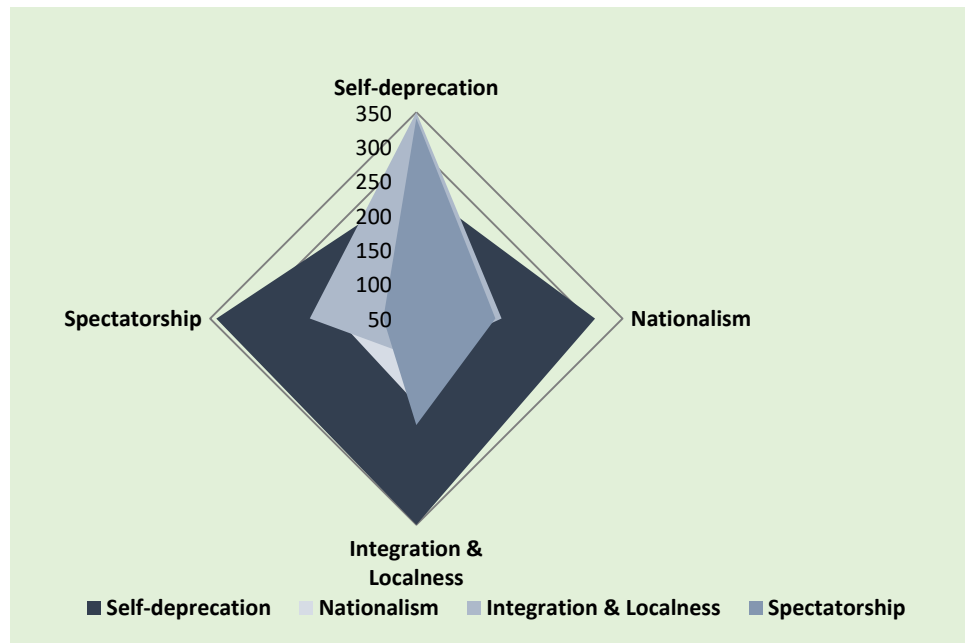 Self-deprecation
350
300
250
200
150
100
50
Spectatorship
Nationalism
Integration &
Localness
Self-deprecation Nationalism Integration & Localness Spectatorship